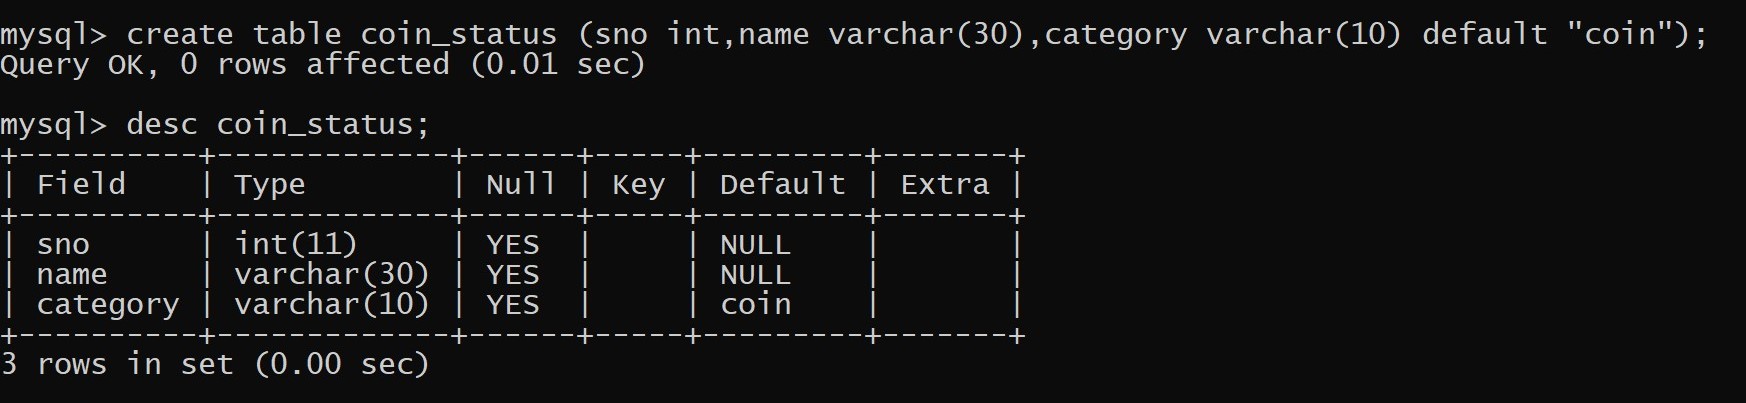 mysql> create table coin_status (sno int,name varchar(30),category varchar(10) default "coin");
Query OK, 0 rows affected (0.01 sec)

mysql> desc coin_status;
+----------+-------------+------+-----+---------+-------+
| Field    | Type        | Null | Key | Default | Extra |
+----------+-------------+------+-----+---------+-------+
| sno      | int(11)     | YES  |     | NULL    |       |
| name     | varchar(30) | YES  |     | NULL    |       |
| category | varchar(10) | YES  |     | coin    |       |
+----------+-------------+------+-----+---------+-------+
3 rows in set (0.00 sec)